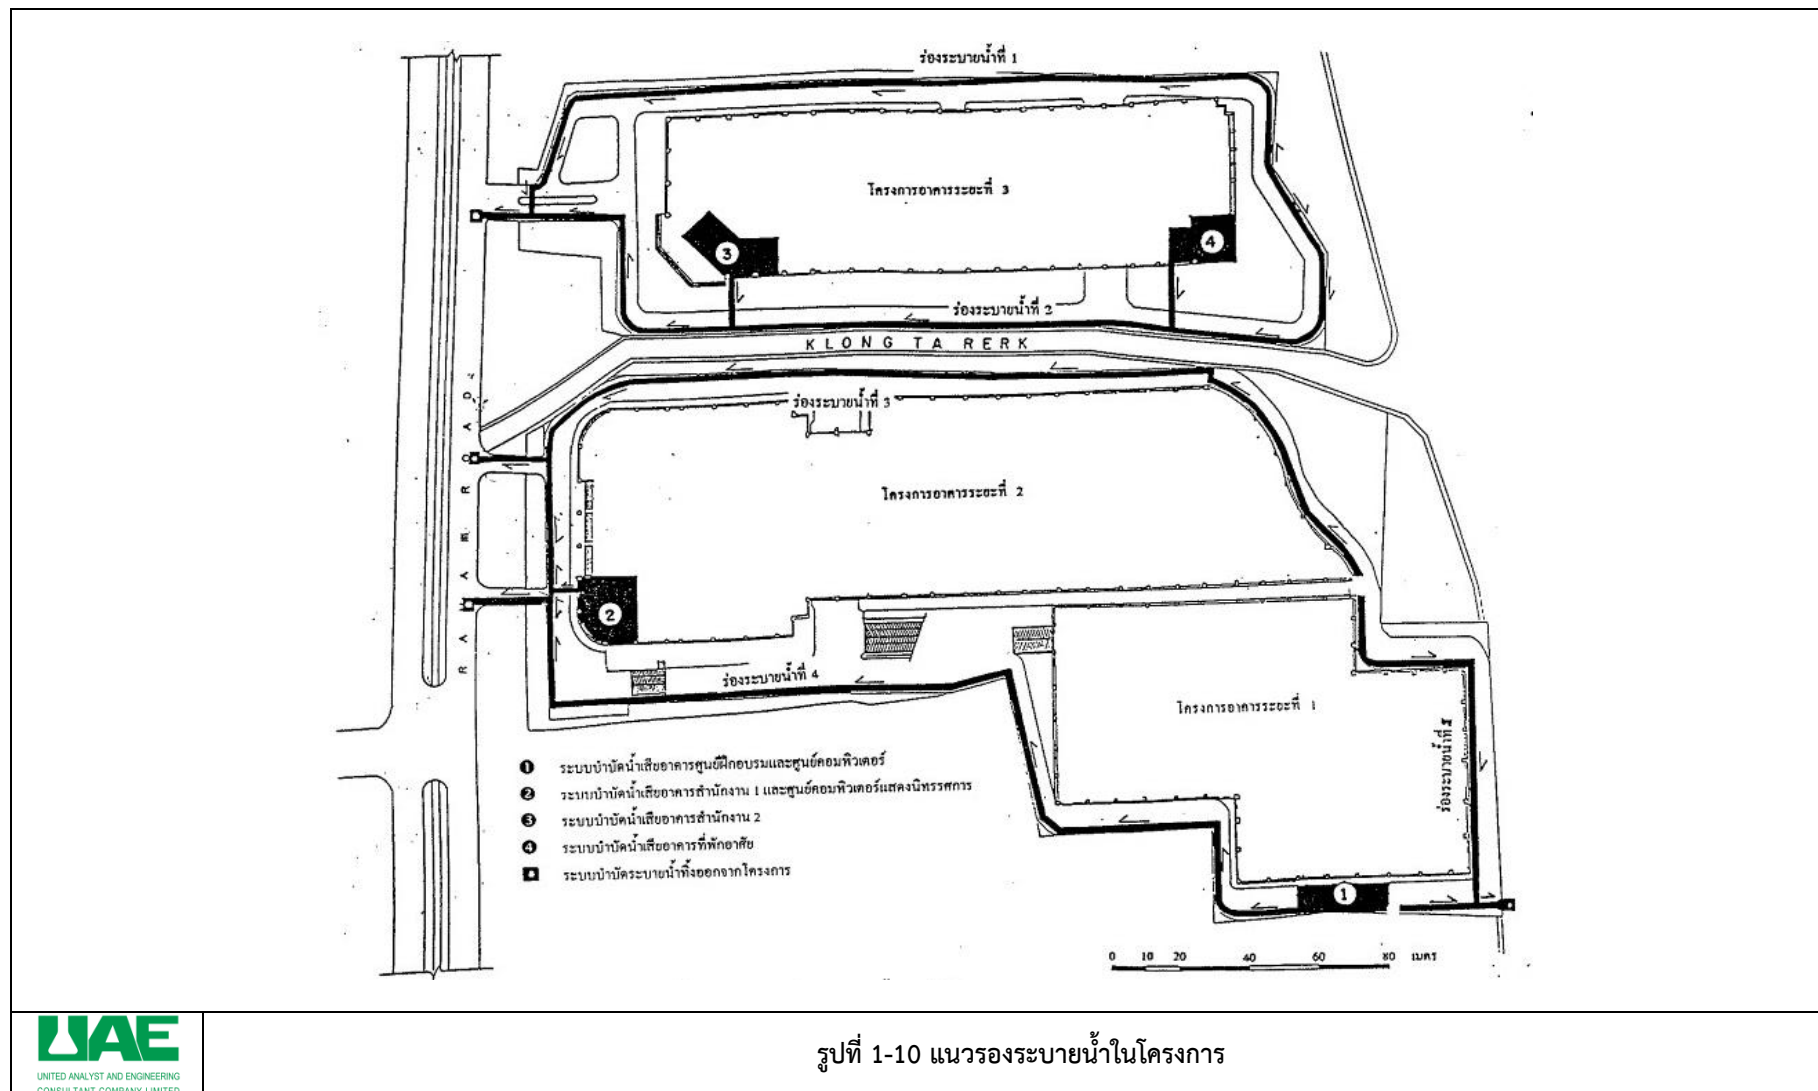 ร่องระบายน้ำที่ 1
โครงการอาคารระยะที่ 3
3
4
ร่องระบายน้ำที่ 2
KLONG TA RERK
ร่องระบายน้ำที่ 3
โครงการอาคารระยะที่ 2
2
ร่องระบายน้ำที่ 4
โครงการอาคารระยะที่ 1
ร่องระบายน้ำที่ 5
1
RAMA 4 ROAD
1 ระบบบำบัดน้ำเสียอาคารศูนย์ฝึกอบรมและศูนย์คอมพิวเตอร์
2 ระบบบำบัดน้ำเสียอาคารสำนักงาน 1 และศูนย์คอมพิวเตอร์แสดงนิทรรศการ
3 ระบบบำบัดน้ำเสียอาคารสำนักงาน 2
4 ระบบบำบัดน้ำเสียอาคารที่พักอาศัย
ระบบบำบัดระบายน้ำทิ้งออกจากโครงการ
0 10 20 40 60 80 เมตร
UAE
UNITED ANALYST AND ENGINEERING
CONSULTANT COMPANY LIMITED
รูปที่ 1-10 แนวรองระบายน้ำในโครงการ